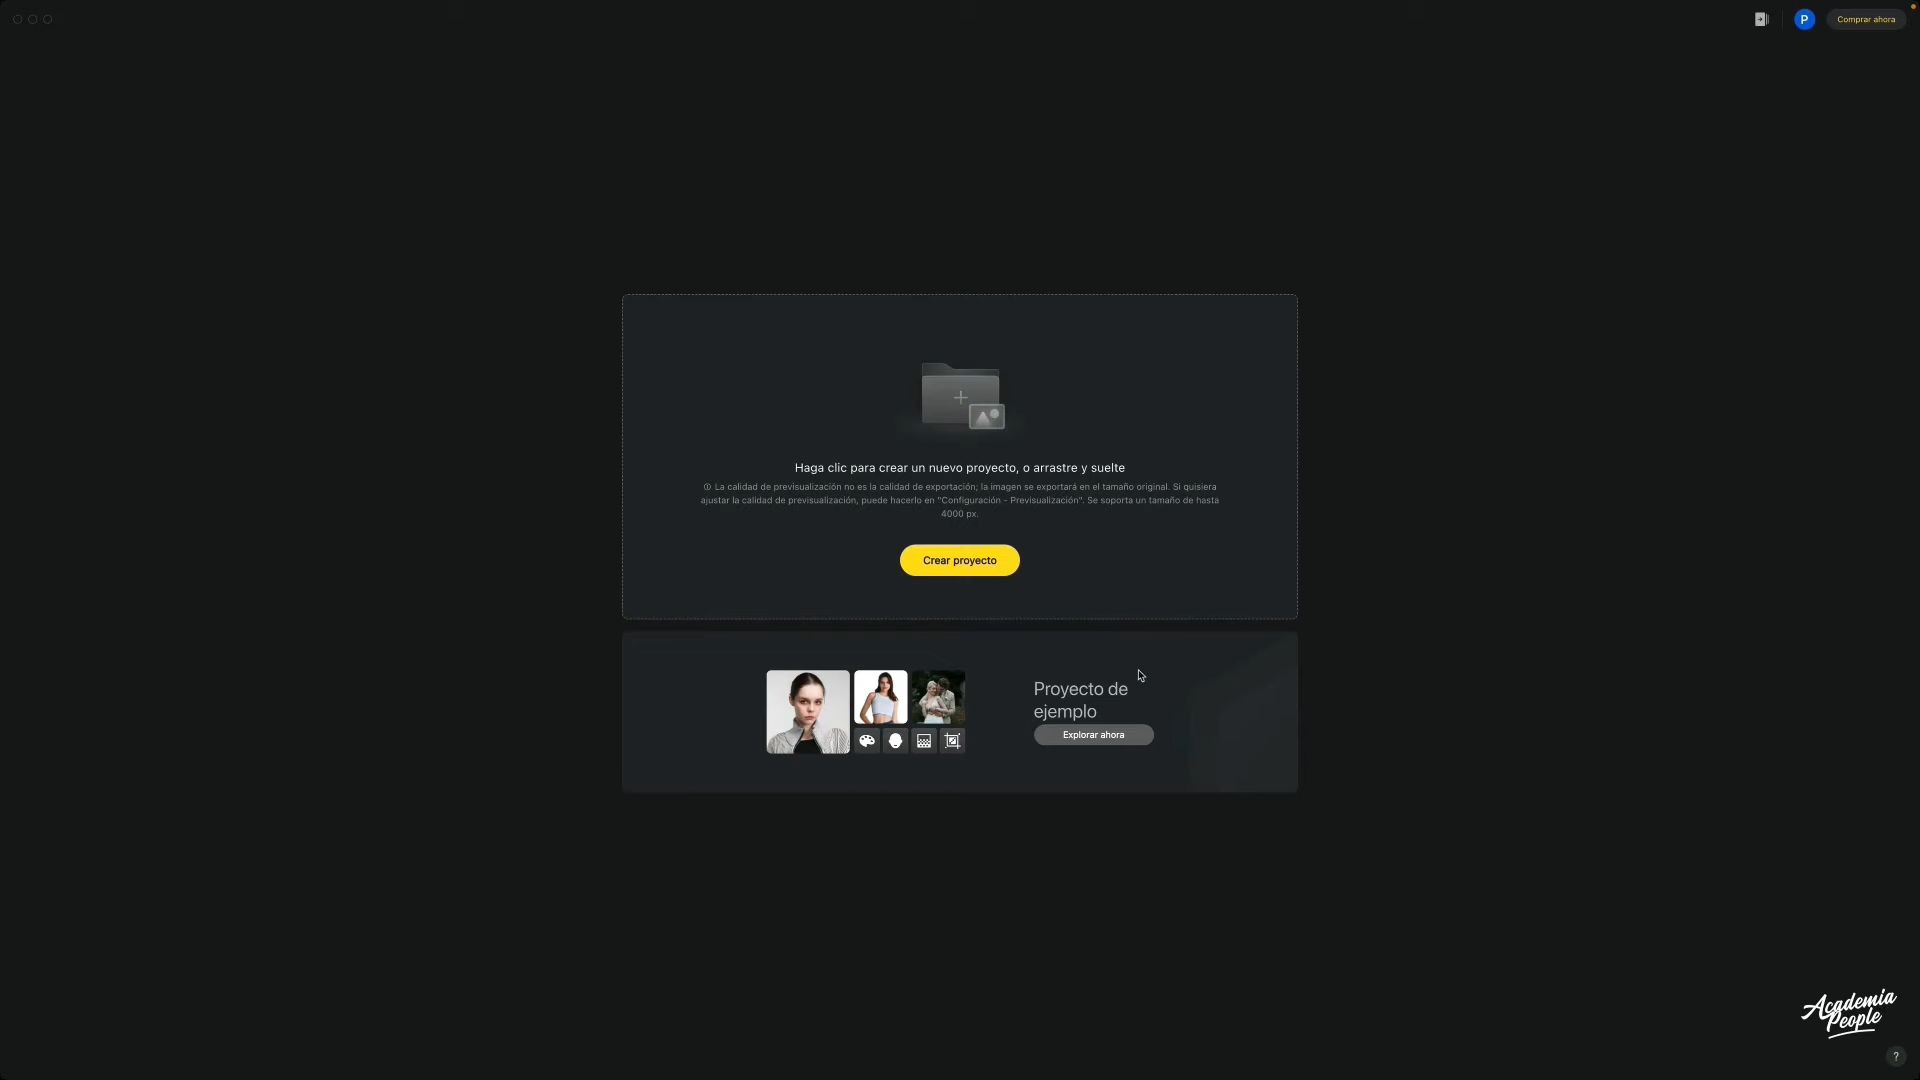 P
Comprar ahora
Haga clic para crear un nuevo proyecto, o arrastre y suelte
La calidad de previsualización no es la calidad de exportación; la imagen se exportará en el tamaño original. Si quisiera
ajustar la calidad de previsualización, puede hacerlo en "Configuración - Previsualización". Se soporta un tamaño de hasta
4000 px.
Crear proyecto
Proyecto de
ejemplo
Explorar ahora
Academia
People
?